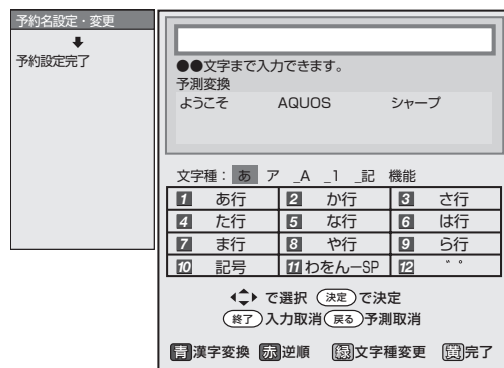 予約名設定・変更
予約設定完了
●●文字まで入力できます。
予測変換
ようこそ AQUOS シャープ
文字種： あ ア _A _1 _記 機能
1 あ行 2 か行 3 さ行
4 た行 5 な行 6 は行
7 ま行 8 や行 9 ら行
10 記号 11 わをんーSP 12 ゛゜
で選択 決定 で決定
終了 入力取消 戻る 予測取消
青 漢字変換 赤 逆順 緑 文字種変更 黄 完了